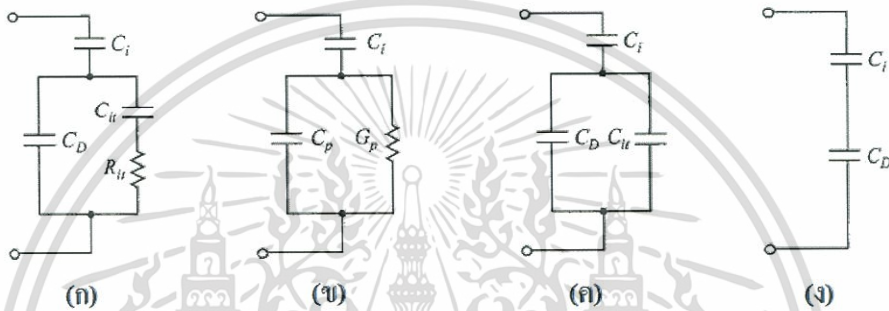 C_i
C_it
C_D
R_it
(ก)
C_i
C_p
G_p
(ข)
C_i
C_D
C_it
(ค)
C_i
C_D
(ง)